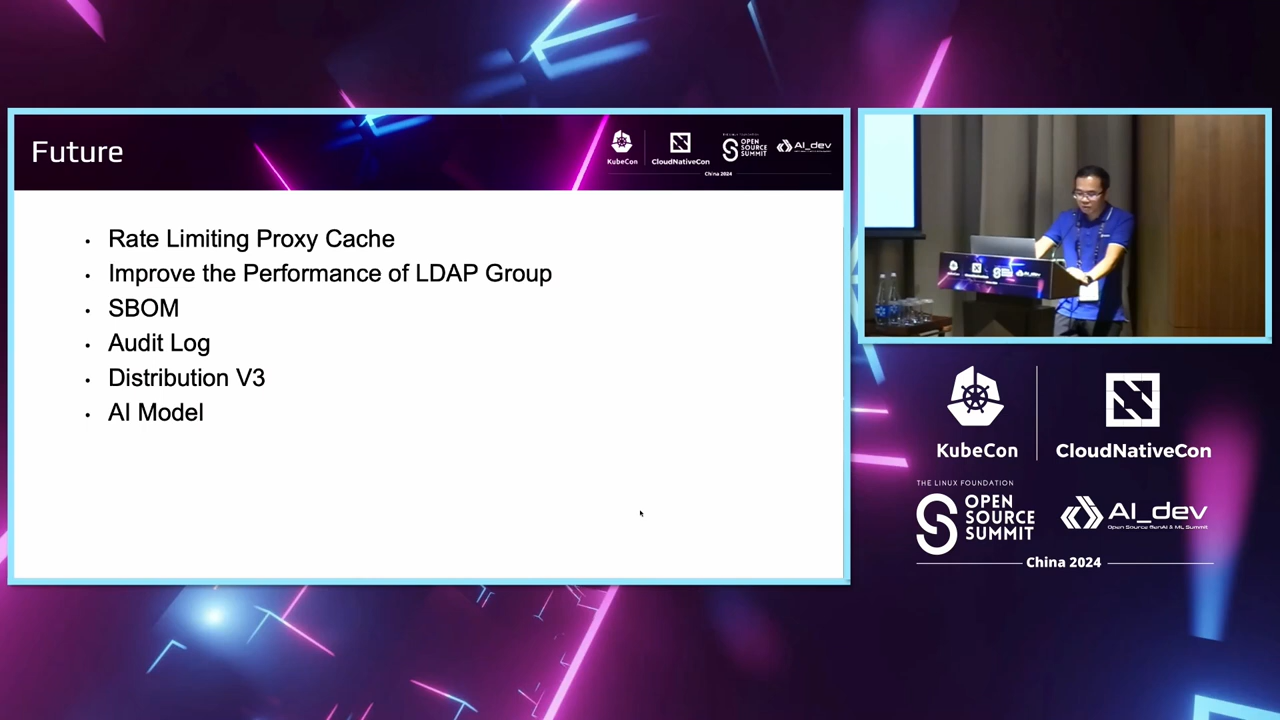 Future
KubeCon
CloudNativeCon
OPEN
SOURCE
SUMMIT
AI_dev
China 2024
• Rate Limiting Proxy Cache
• Improve the Performance of LDAP Group
• SBOM
• Audit Log
• Distribution V3
• AI Model
KubeCon
CloudNativeCon
THE LINUX FOUNDATION
OPEN
SOURCE
SUMMIT
AI_dev
Open Source GenAI & ML Summit
China 2024